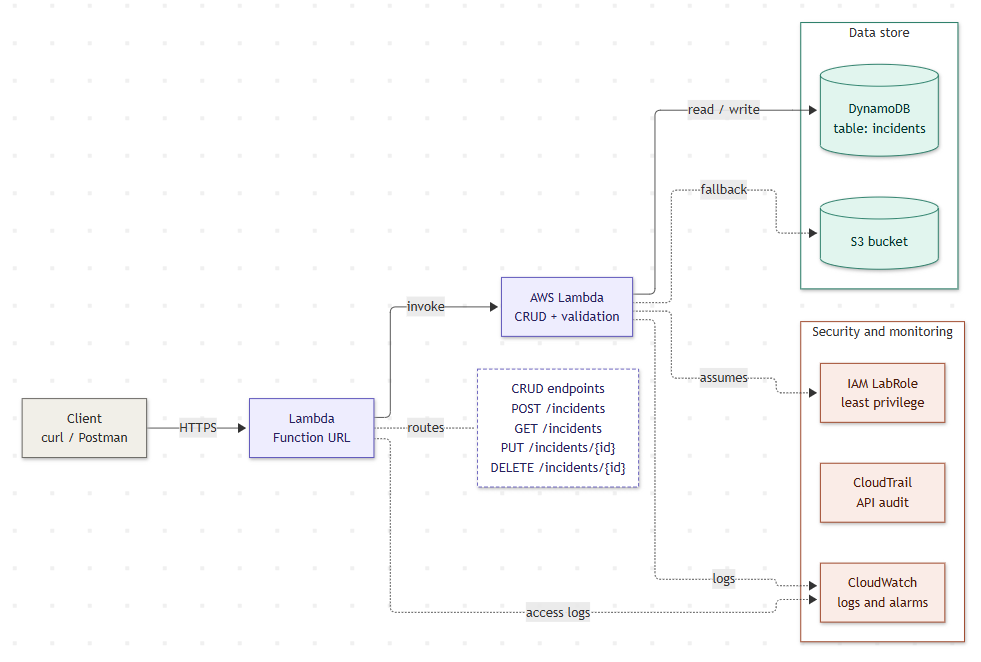 Data store
DynamoDB
table: incidents
read / write
fallback
S3 bucket
AWS Lambda
CRUD + validation
invoke
Security and monitoring
IAM LabRole
least privilege
assumes
CRUD endpoints
POST /incidents
GET /incidents
PUT /incidents/{id}
DELETE /incidents/{id}
Client
curl / Postman
HTTPS
Lambda
Function URL
routes
CloudTrail
API audit
logs
CloudWatch
logs and alarms
access logs